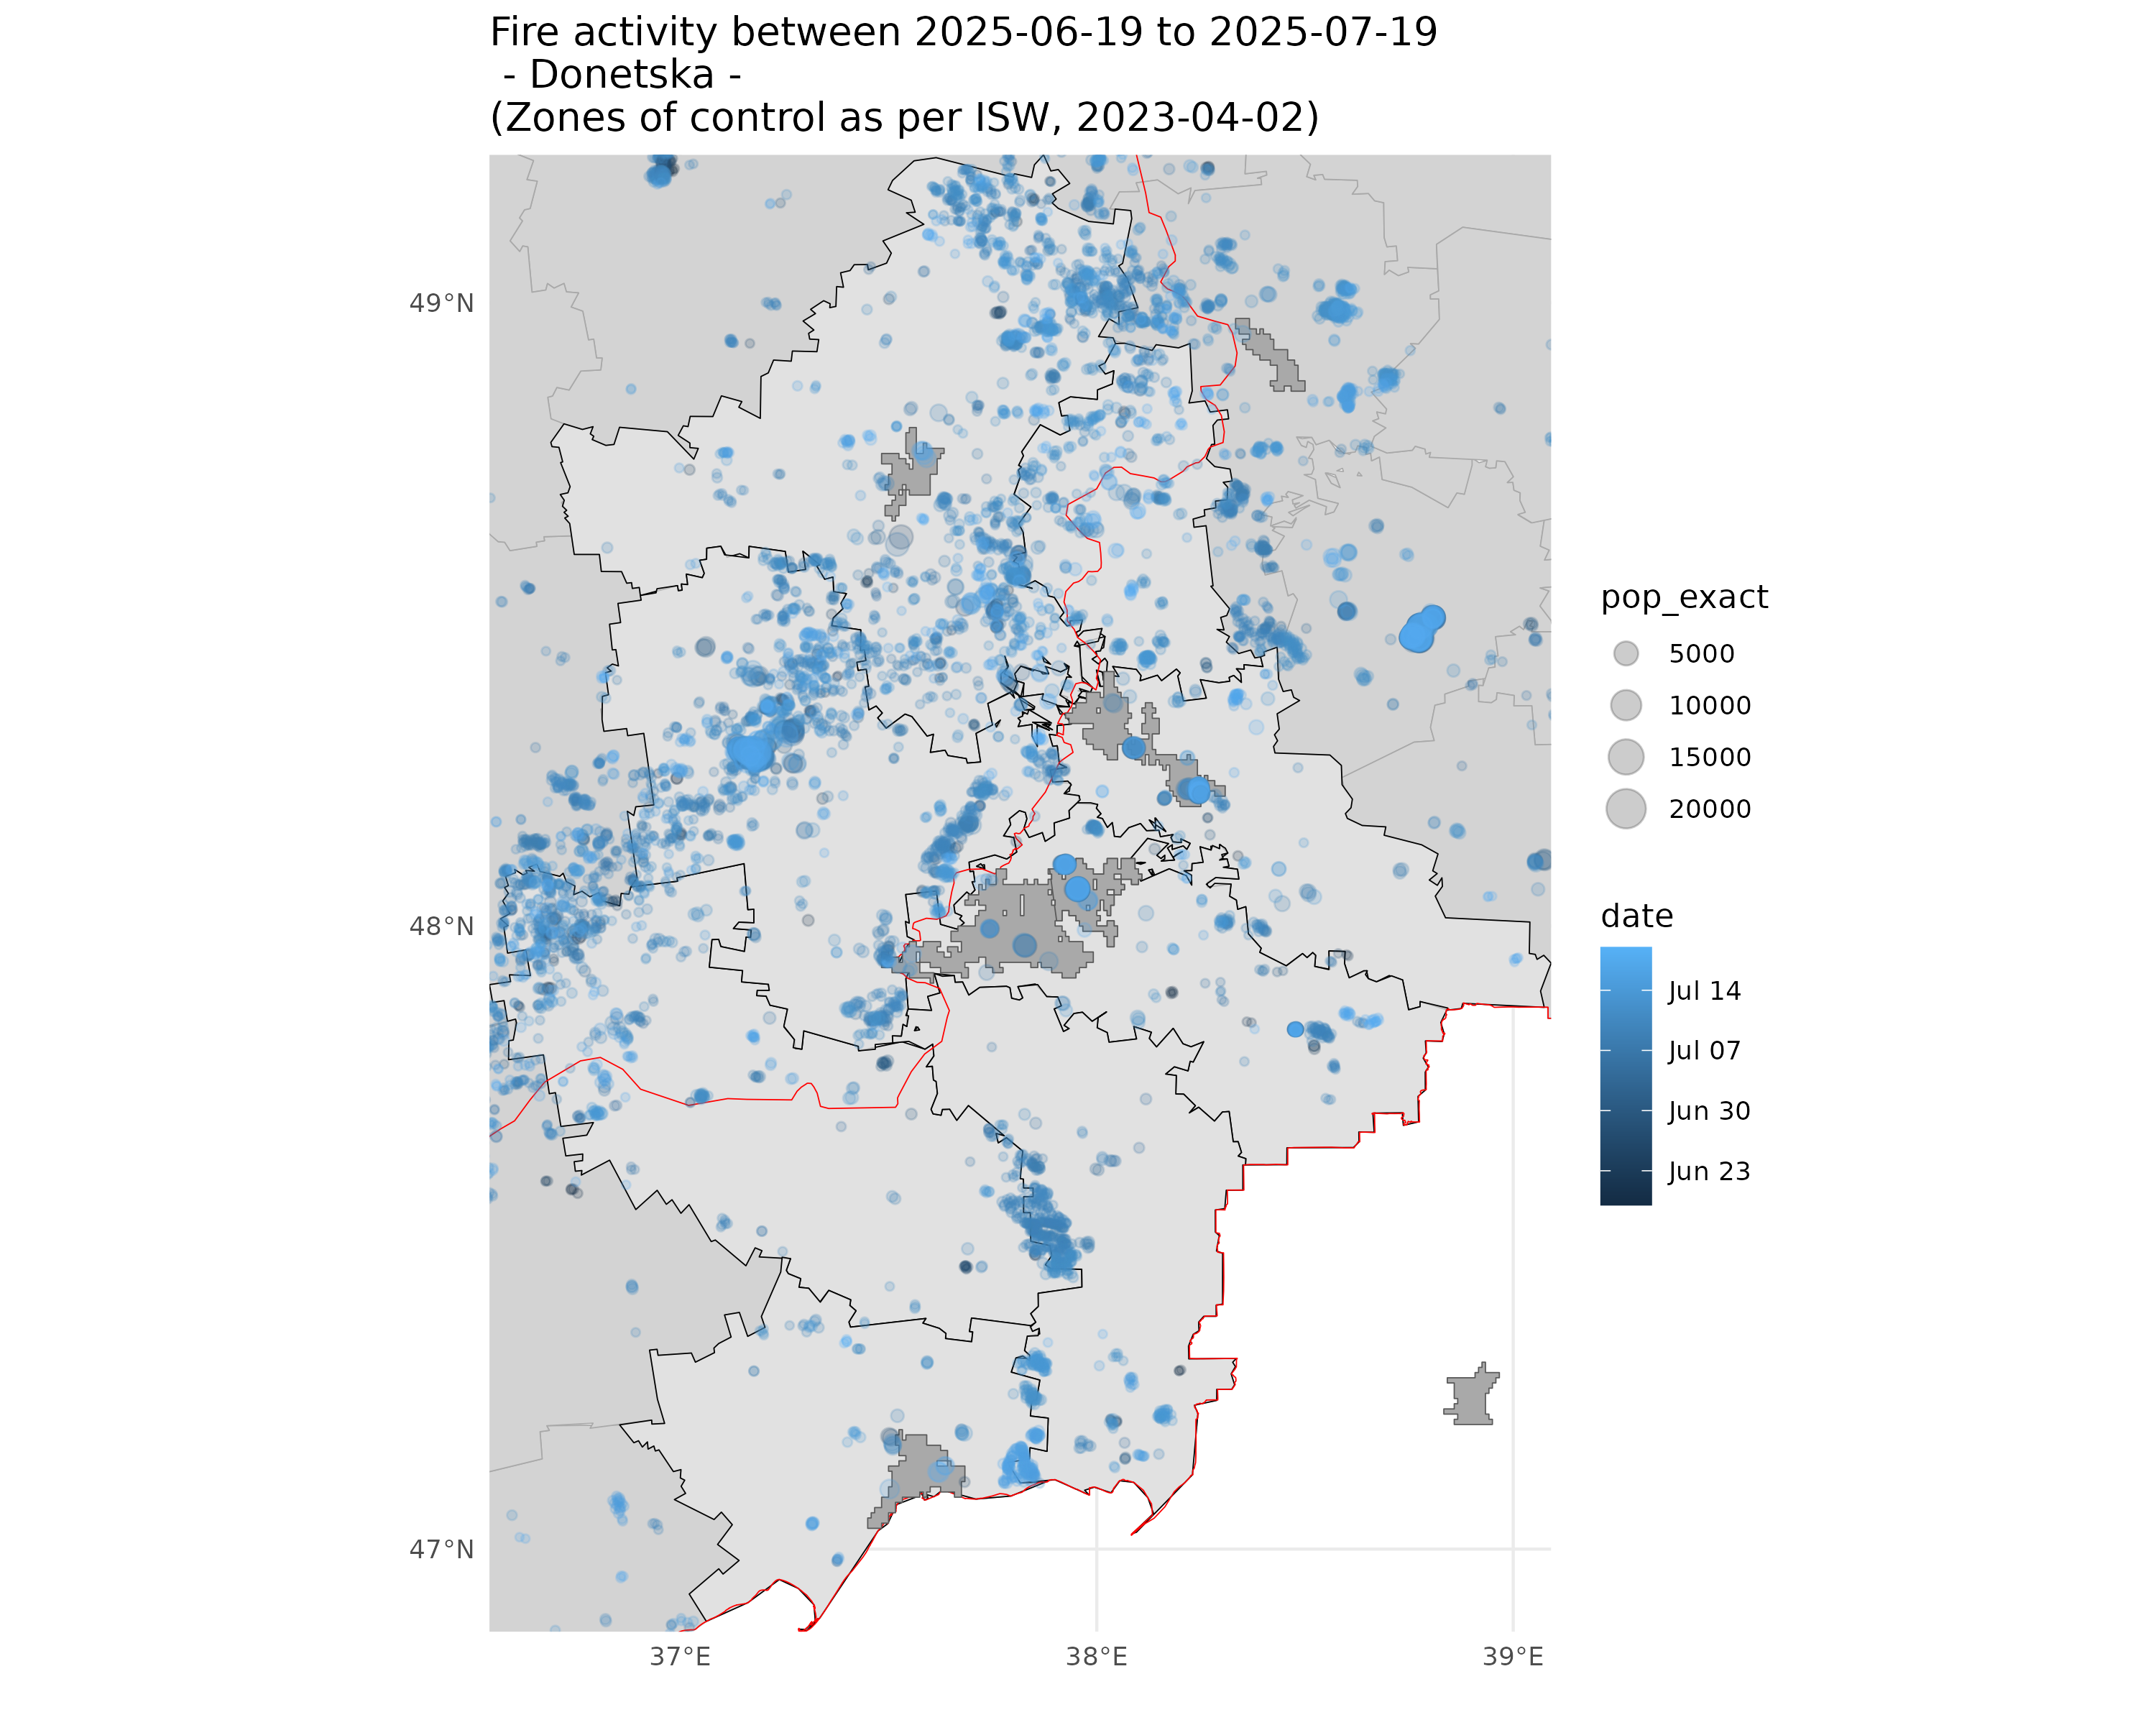 Fire activity between 2025-06-19 to 2025-07-19
- Donetska -
(Zones of control as per ISW, 2023-04-02)
49°N
48°N
47°N
37°E
38°E
39°E
pop_exact
5000
10000
15000
20000
date
Jul 14
Jul 07
Jun 30
Jun 23